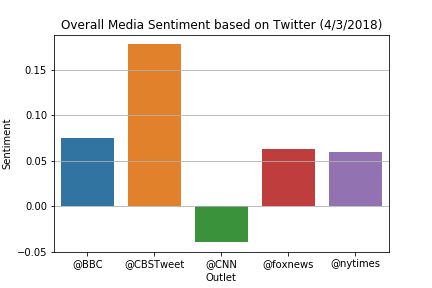 Overall Media Sentiment based on Twitter (4/3/2018)
Sentiment
0.15
0.10
0.05
0.00
−0.05
@BBC @CBSTweet @CNN @foxnews @nytimes
Outlet